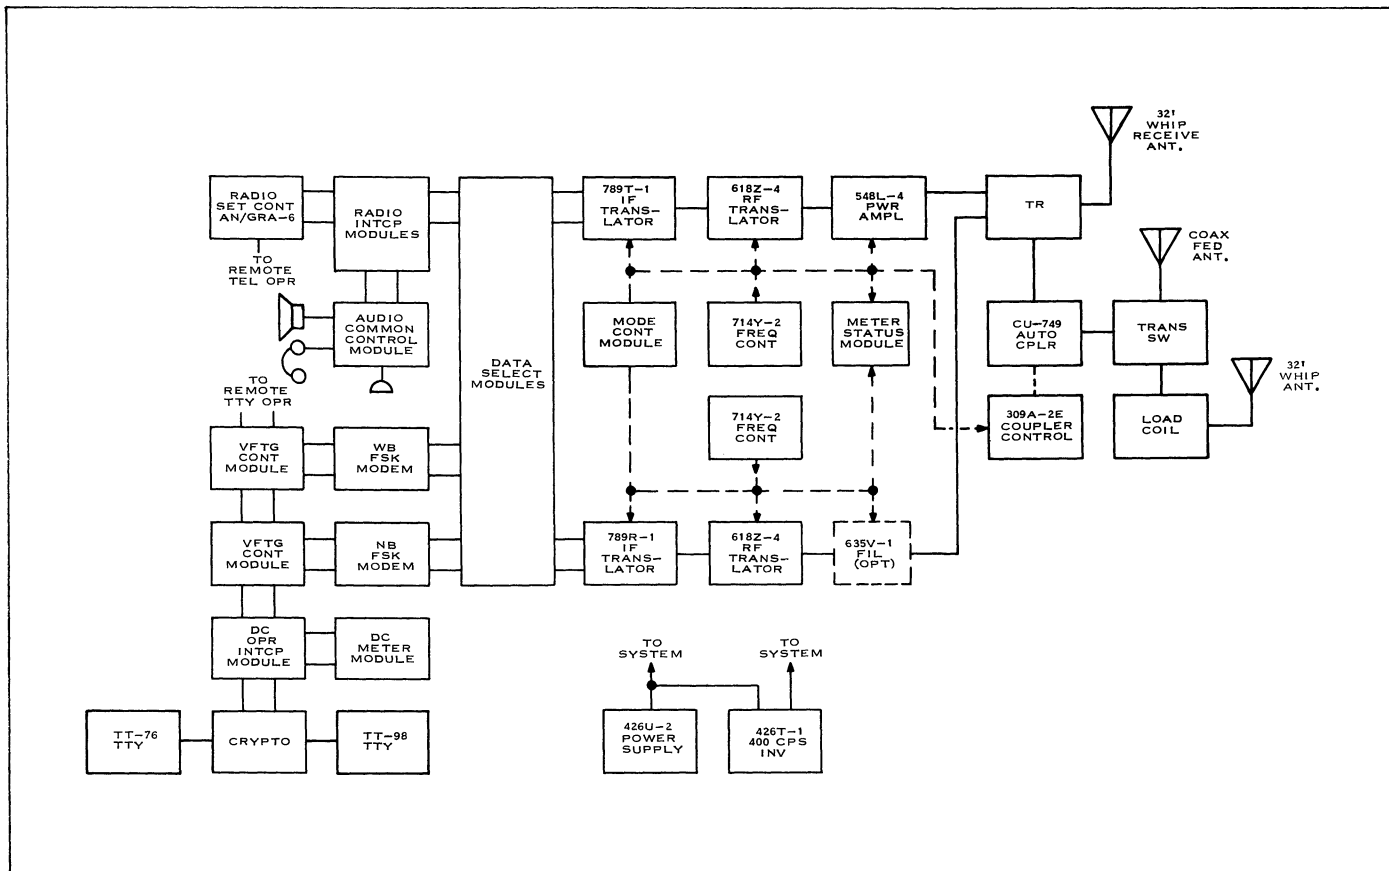 32'
WHIP
RECEIVE
ANT.
RADIO
SET CONT
AN/GRA-6
RADIO
INTCP
MODULES
789T-1
IF
TRANS-
LATOR
618Z-4
RF
TRANS-
LATOR
548L-4
PWR
AMPL
TR
COAX
FED
ANT.
TO
REMOTE
TEL OPR
AUDIO
COMMON
CONTROL
MODULE
DATA
SELECT
MODULES
MODE
CONT
MODULE
714Y-2
FREQ
CONT
METER
STATUS
MODULE
CU-749
AUTO
CPLR
TRANS
SW
32'
WHIP
ANT.
TO
REMOTE
TTY OPR
714Y-2
FREQ
CONT
309A-2E
COUPLER
CONTROL
LOAD
COIL
VFTG
CONT
MODULE
WB
FSK
MODEM
VFTG
CONT
MODULE
NB
FSK
MODEM
789R-1
IF
TRANS-
LATOR
618Z-4
RF
TRANS-
LATOR
635V-1
FIL
(OPT)
DC
OPR
INTCP
MODULE
DC
METER
MODULE
TO
SYSTEM
TO
SYSTEM
TT-76
TTY
CRYPTO
TT-98
TTY
426U-2
POWER
SUPPLY
426T-1
400 CPS
INV